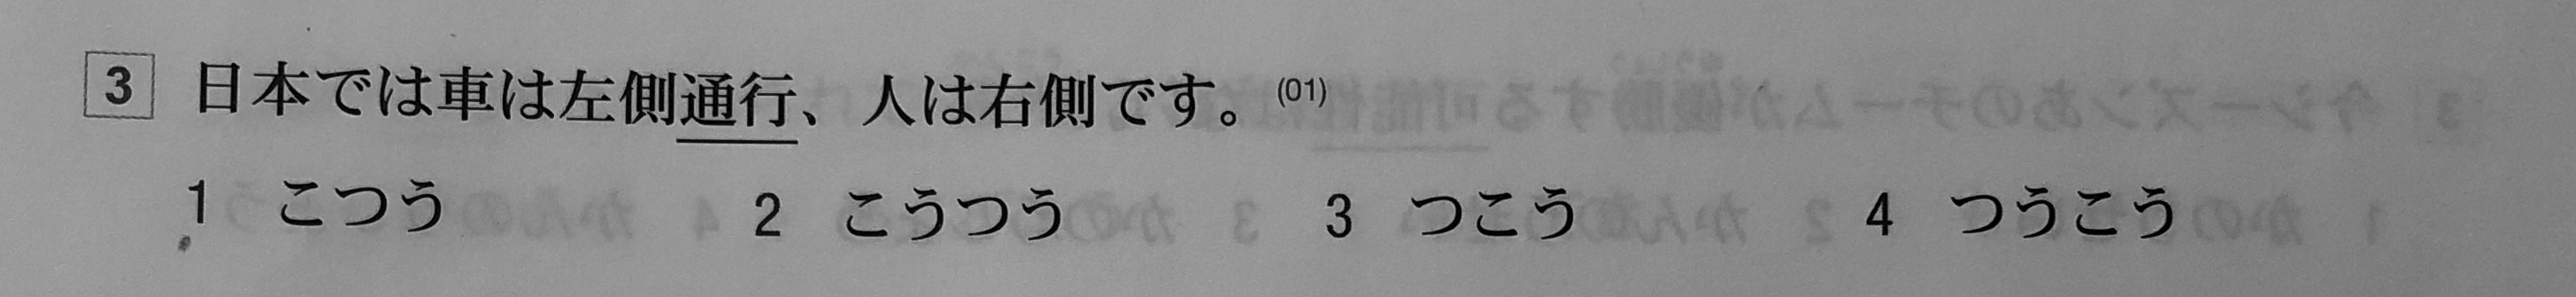 3 日本では車は左側通行、人は右側です。(01)
1 こつう 2 こうつう 3 つこう 4 つうこう